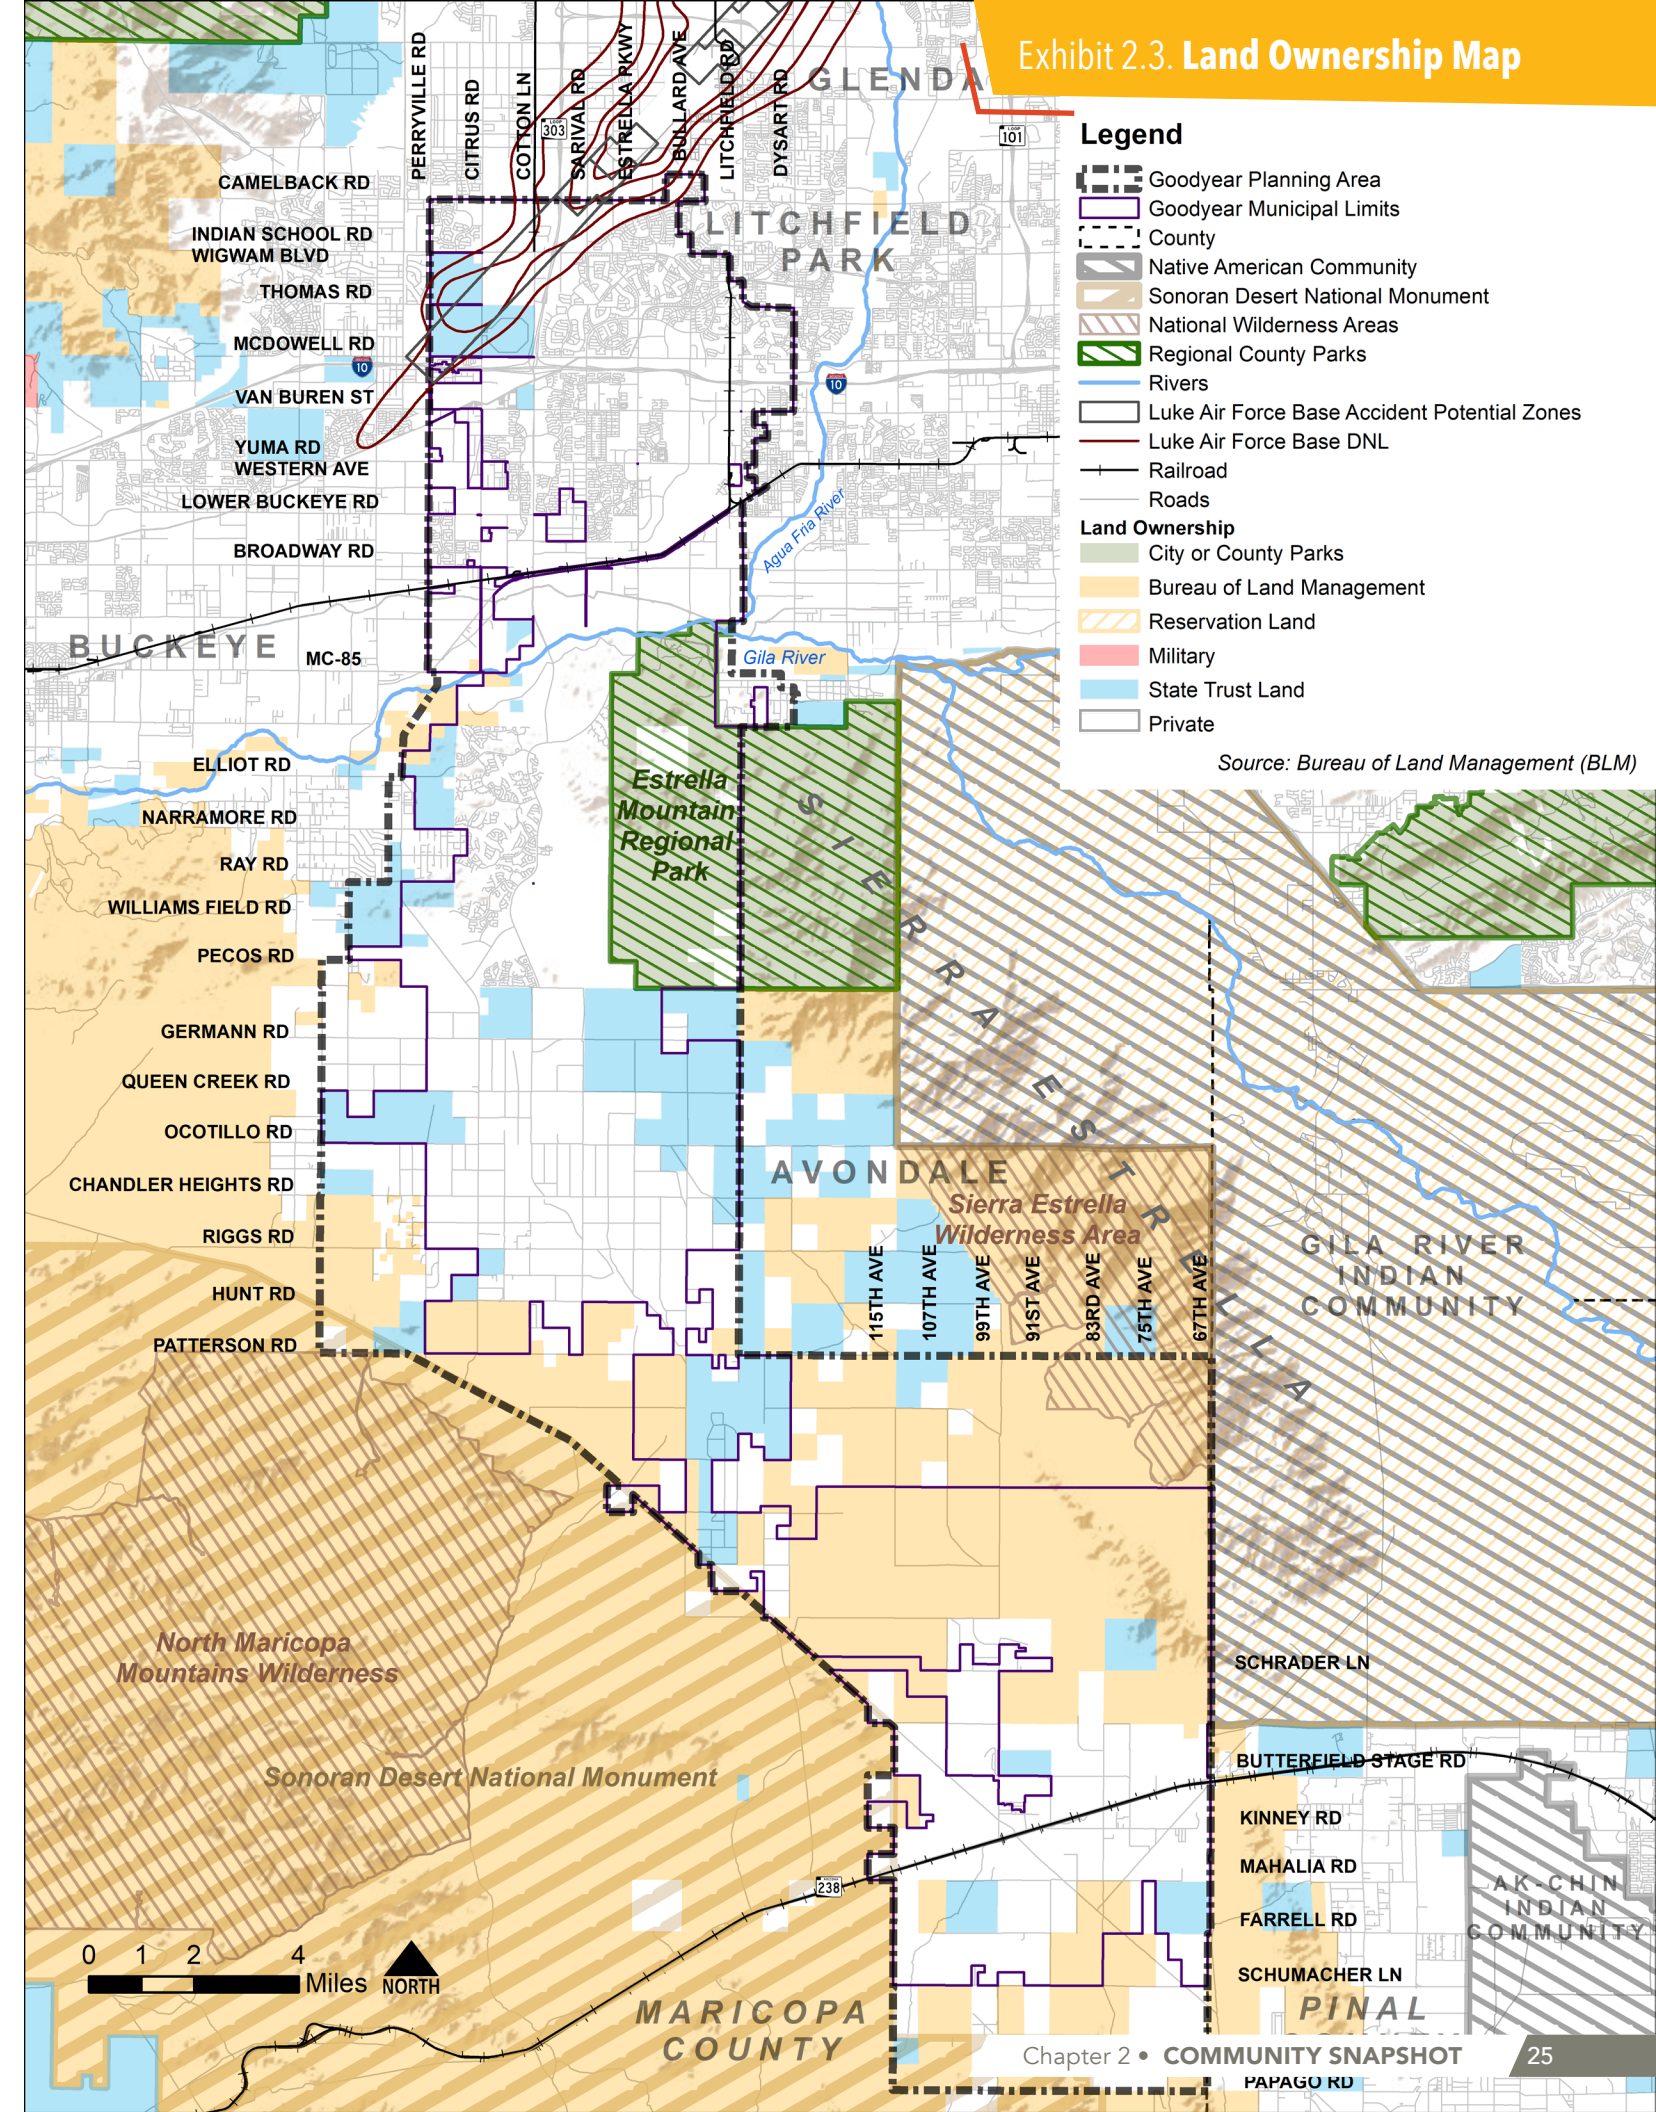 Exhibit 2.3. Land Ownership Map
Legend
Goodyear Planning Area
Goodyear Municipal Limits
County
Native American Community
Sonoran Desert National Monument
National Wilderness Areas
Regional County Parks
Rivers
Luke Air Force Base Accident Potential Zones
Luke Air Force Base DNL
Railroad
Roads
Land Ownership
City or County Parks
Bureau of Land Management
Reservation Land
Military
State Trust Land
Private
Source: Bureau of Land Management (BLM)
PERRYVILLE RD
CITRUS RD
COTTON LN
SARIVAL RD
ESTRELLA PKWY
BULLARD AVE
LITCHFIELD RD
DYSART RD
GLENDA
LOOP
303
LOOP
101
CAMELBACK RD
INDIAN SCHOOL RD
WIGWAM BLVD
THOMAS RD
MCDOWELL RD
10
10
VAN BUREN ST
YUMA RD
WESTERN AVE
LOWER BUCKEYE RD
BROADWAY RD
LITCHFIELD
PARK
Agua Fria River
BUCKEYE
MC-85
Gila River
ELLIOT RD
NARRAMORE RD
RAY RD
WILLIAMS FIELD RD
PECOS RD
GERMANN RD
QUEEN CREEK RD
OCOTILLO RD
CHANDLER HEIGHTS RD
RIGGS RD
HUNT RD
PATTERSON RD
Estrella
Mountain
Regional
Park
SIERRA ESTRELLA
AVONDALE
Sierra Estrella
Wilderness Area
115TH AVE
107TH AVE
99TH AVE
91ST AVE
83RD AVE
75TH AVE
67TH AVE
GILA RIVER
INDIAN
COMMUNITY
North Maricopa
Mountains Wilderness
Sonoran Desert National Monument
SCHRADER LN
BUTTERFIELD STAGE RD
KINNEY RD
MAHALIA RD
FARRELL RD
SCHUMACHER LN
PAPAGO RD
AK-CHIN
INDIAN
COMMUNITY
ARIZONA
238
0 1 2 4
Miles
NORTH
MARICOPA
COUNTY
PINAL
Chapter 2 • COMMUNITY SNAPSHOT 25